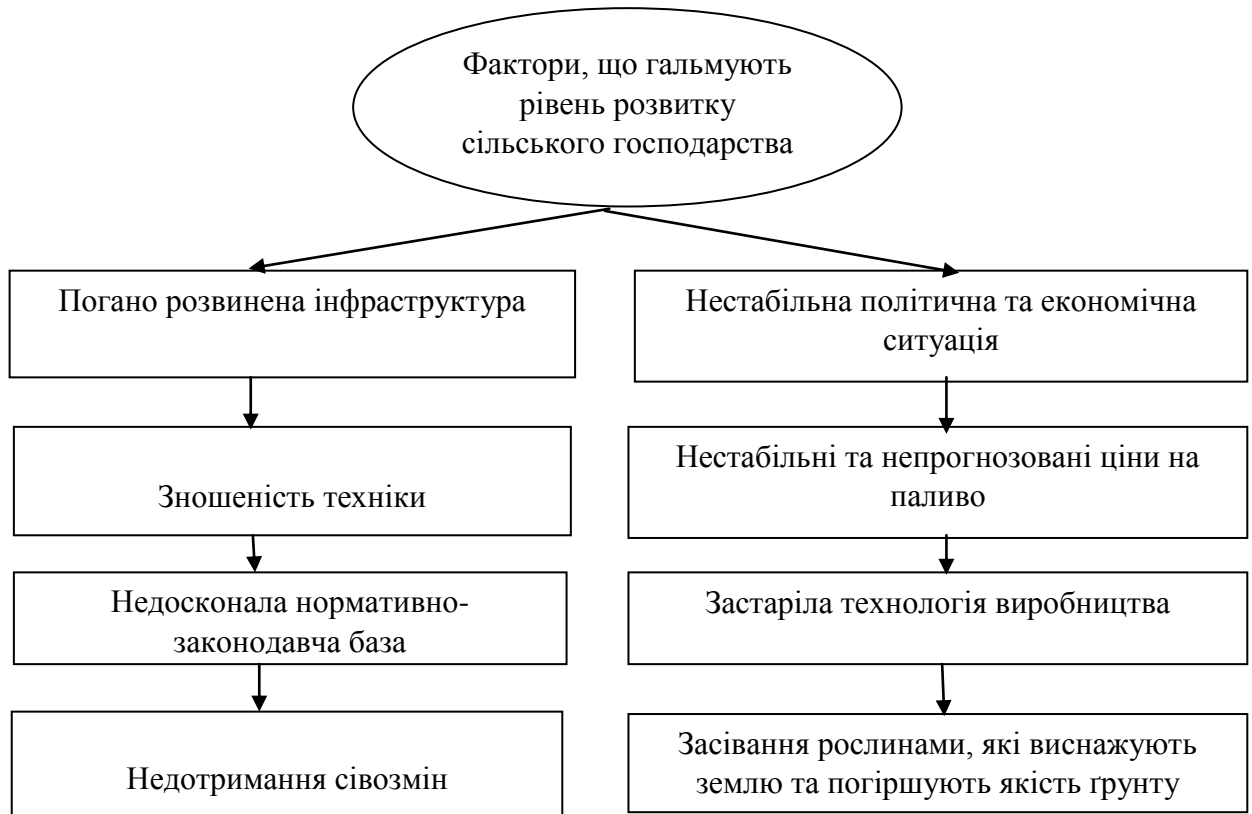 Фактори, що гальмують
рівень розвитку
сільського господарства
Погано розвинена інфраструктура
Нестабільна політична та економічна
ситуація
Зношеність техніки
Нестабільні та непрогнозовані ціни на
паливо
Недосконала нормативно-
законодавча база
Застаріла технологія виробництва
Недотримання сівозмін
Засівання рослинами, які виснажують
землю та погіршують якість ґрунту